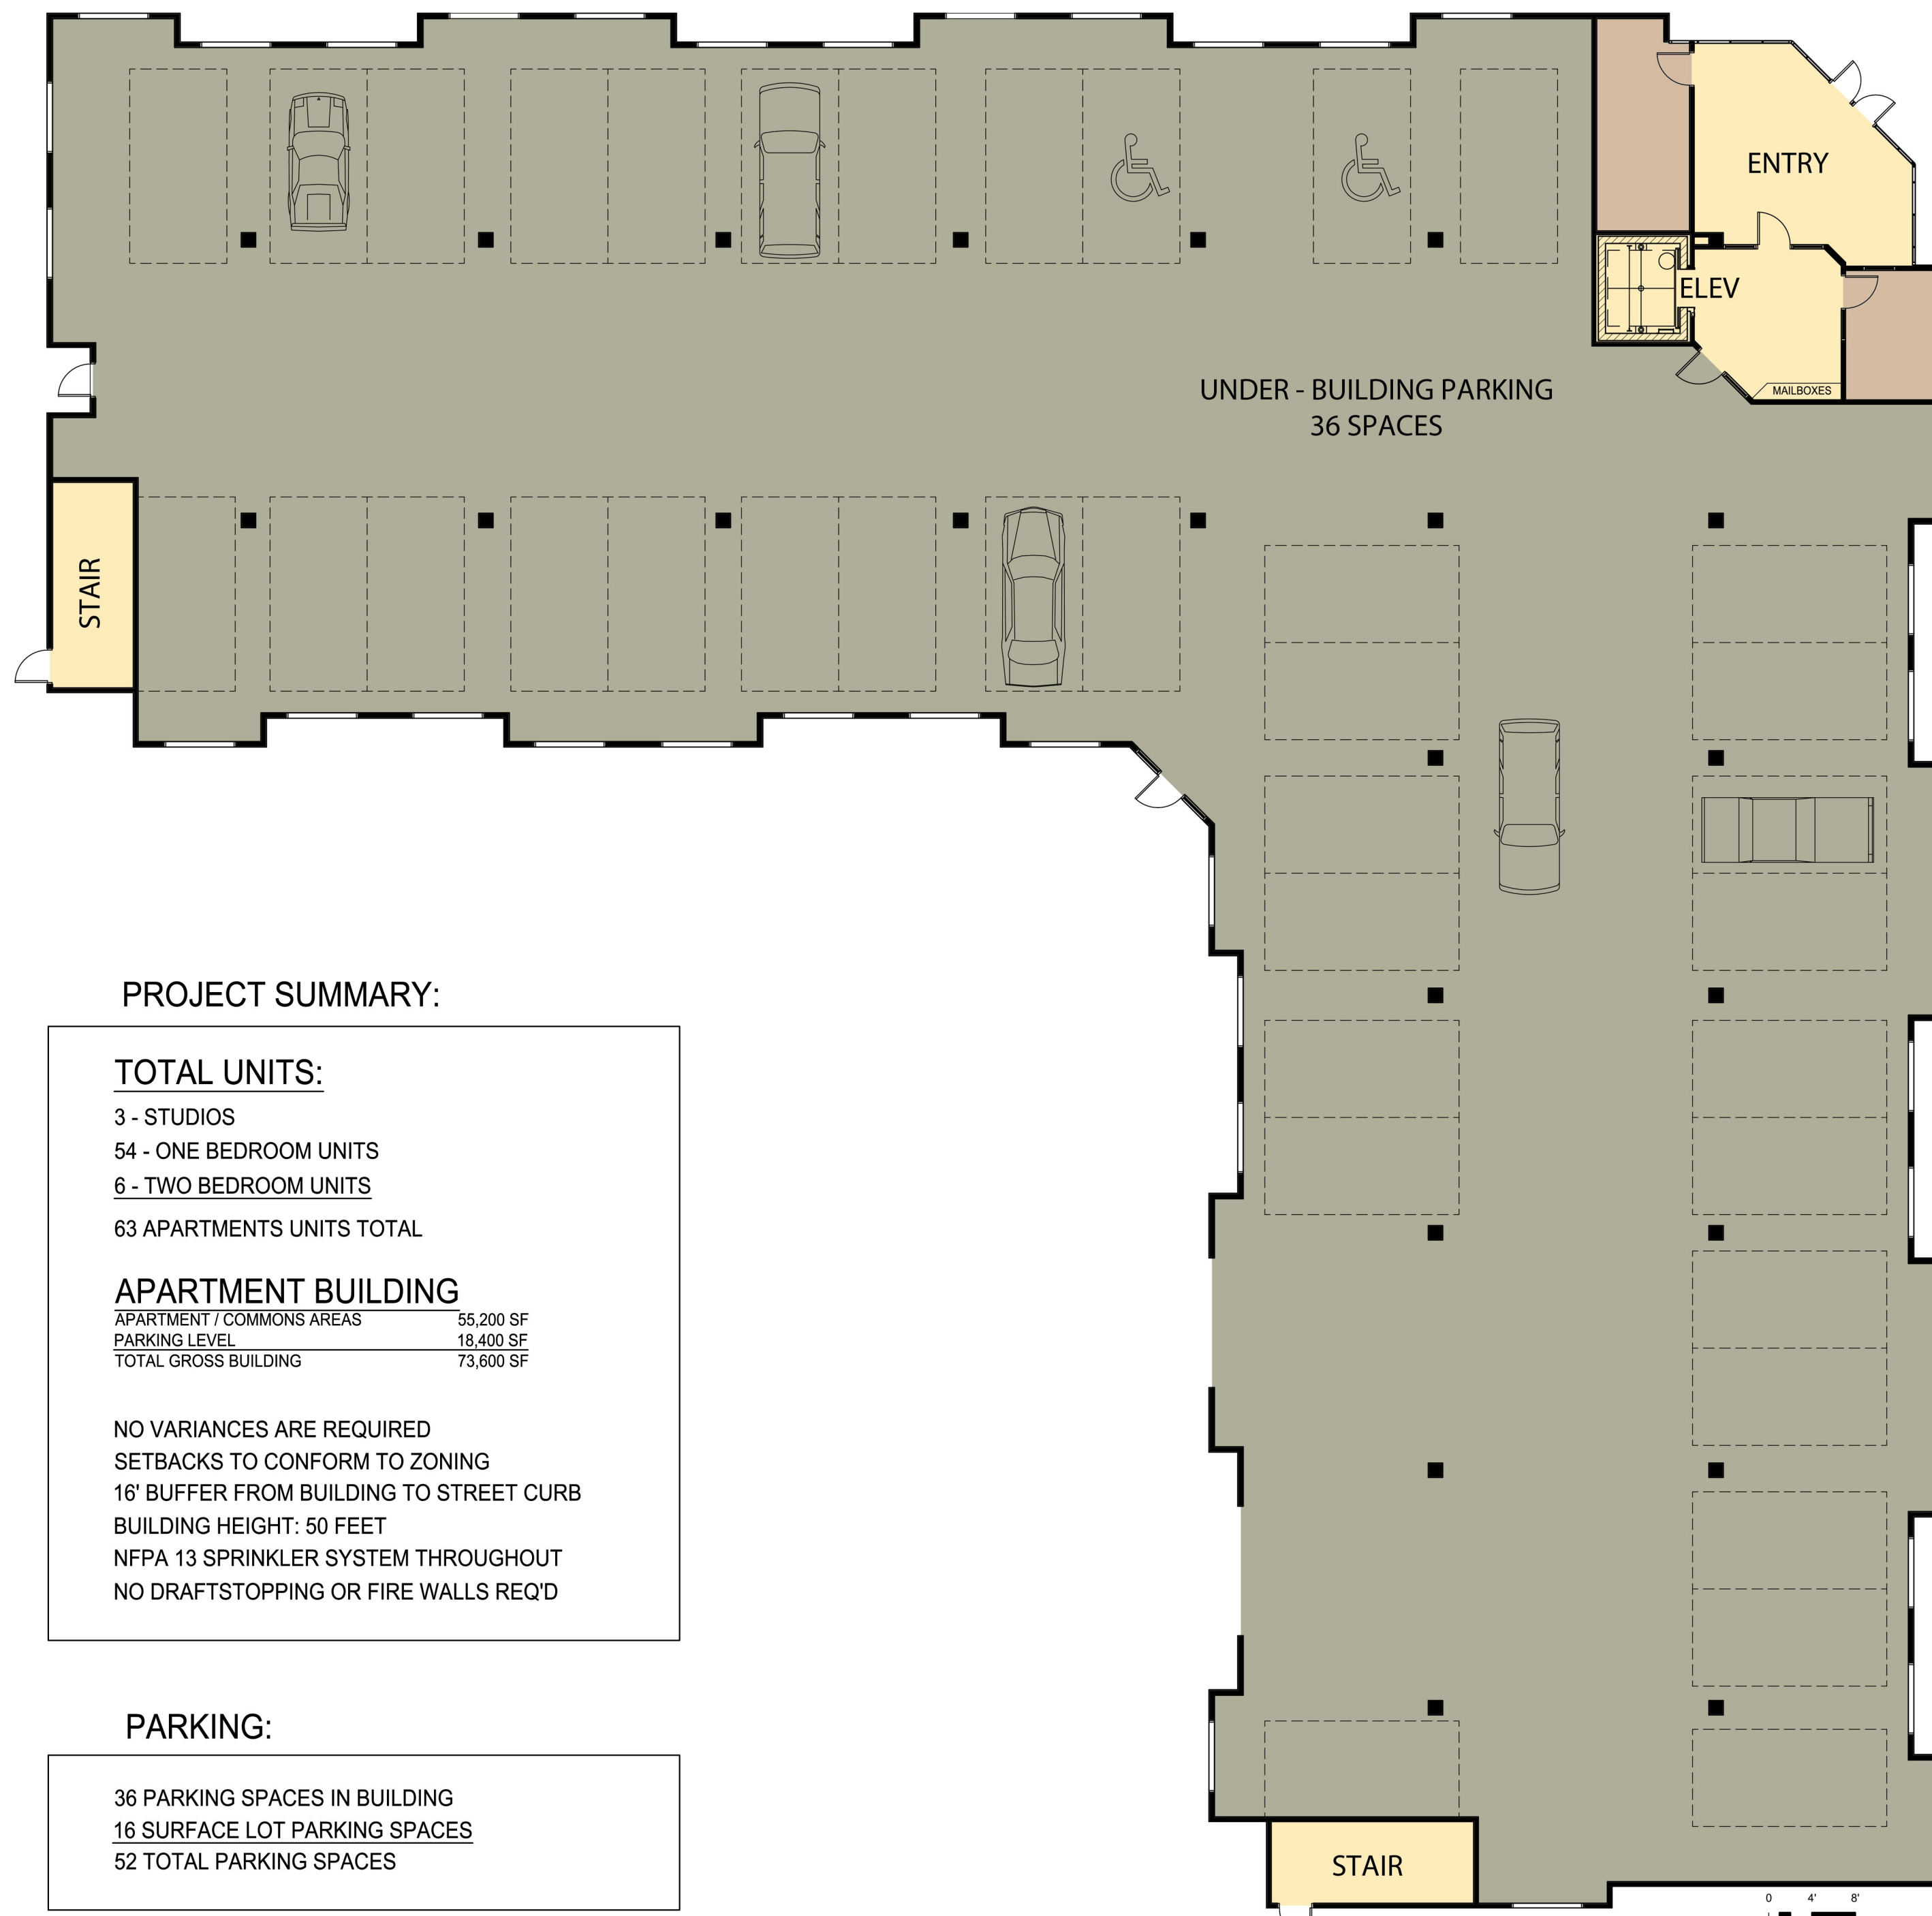 ENTRY
ELEV
MAILBOXES
UNDER - BUILDING PARKING
36 SPACES
STAIR
PROJECT SUMMARY:
TOTAL UNITS:
3 - STUDIOS
54 - ONE BEDROOM UNITS
6 - TWO BEDROOM UNITS
63 APARTMENTS UNITS TOTAL
APARTMENT BUILDING
APARTMENT / COMMONS AREAS 55,200 SF
PARKING LEVEL 18,400 SF
TOTAL GROSS BUILDING 73,600 SF
NO VARIANCES ARE REQUIRED
SETBACKS TO CONFORM TO ZONING
16' BUFFER FROM BUILDING TO STREET CURB
BUILDING HEIGHT: 50 FEET
NFPA 13 SPRINKLER SYSTEM THROUGHOUT
NO DRAFTSTOPPING OR FIRE WALLS REQ'D
PARKING:
36 PARKING SPACES IN BUILDING
16 SURFACE LOT PARKING SPACES
52 TOTAL PARKING SPACES
STAIR
0 4' 8'